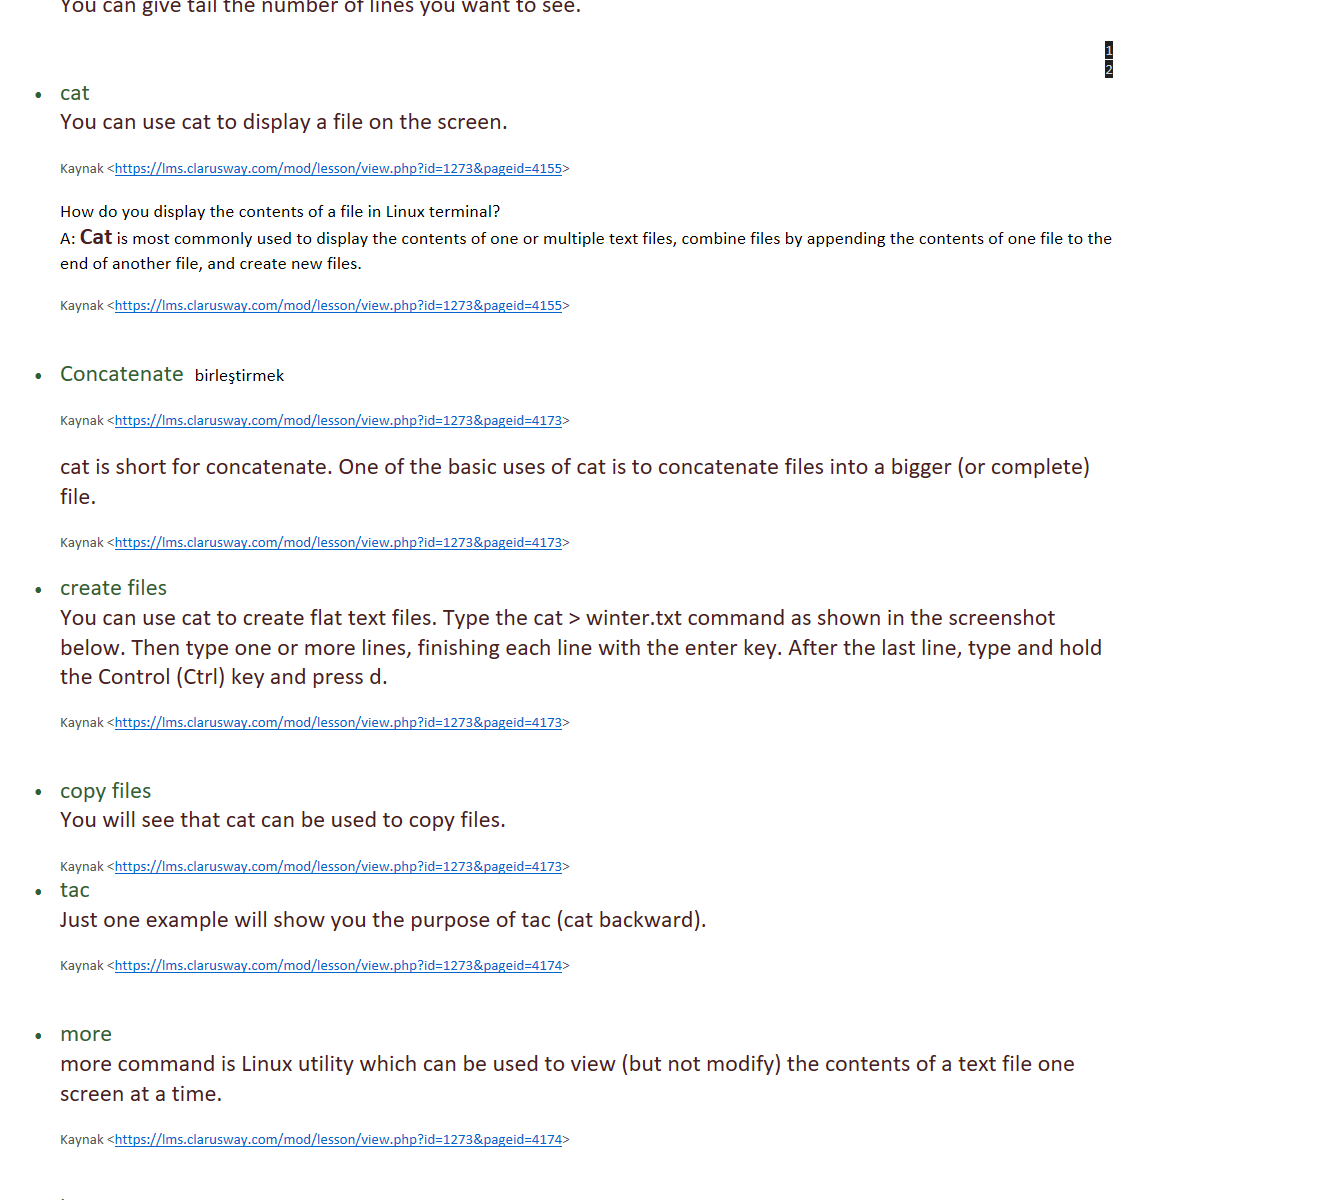 You can give tail the number of lines you want to see.
1
2
• cat
You can use cat to display a file on the screen.
Kaynak <https://lms.clarusway.com/mod/lesson/view.php?id=1273&pageid=4155>
How do you display the contents of a file in Linux terminal?
A: Cat is most commonly used to display the contents of one or multiple text files, combine files by appending the contents of one file to the
end of another file, and create new files.
Kaynak <https://lms.clarusway.com/mod/lesson/view.php?id=1273&pageid=4155>
• Concatenate birleştirmek
Kaynak <https://lms.clarusway.com/mod/lesson/view.php?id=1273&pageid=4173>
cat is short for concatenate. One of the basic uses of cat is to concatenate files into a bigger (or complete)
file.
Kaynak <https://lms.clarusway.com/mod/lesson/view.php?id=1273&pageid=4173>
• create files
You can use cat to create flat text files. Type the cat > winter.txt command as shown in the screenshot
below. Then type one or more lines, finishing each line with the enter key. After the last line, type and hold
the Control (Ctrl) key and press d.
Kaynak <https://lms.clarusway.com/mod/lesson/view.php?id=1273&pageid=4173>
• copy files
You will see that cat can be used to copy files.
Kaynak <https://lms.clarusway.com/mod/lesson/view.php?id=1273&pageid=4173>
• tac
Just one example will show you the purpose of tac (cat backward).
Kaynak <https://lms.clarusway.com/mod/lesson/view.php?id=1273&pageid=4174>
• more
more command is Linux utility which can be used to view (but not modify) the contents of a text file one
screen at a time.
Kaynak <https://lms.clarusway.com/mod/lesson/view.php?id=1273&pageid=4174>